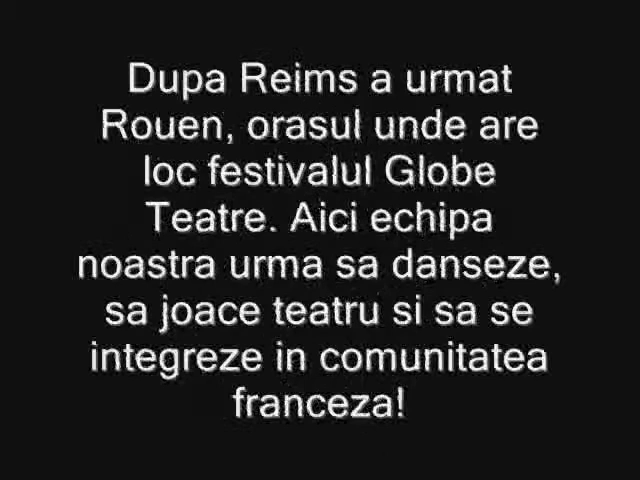 Dupa Reims a urmat
Rouen, orasul unde are
loc festivalul Globe
Teatre. Aici echipa
noastra urma sa danseze,
sa joace teatru si sa se
integreze in comunitatea
franceza!